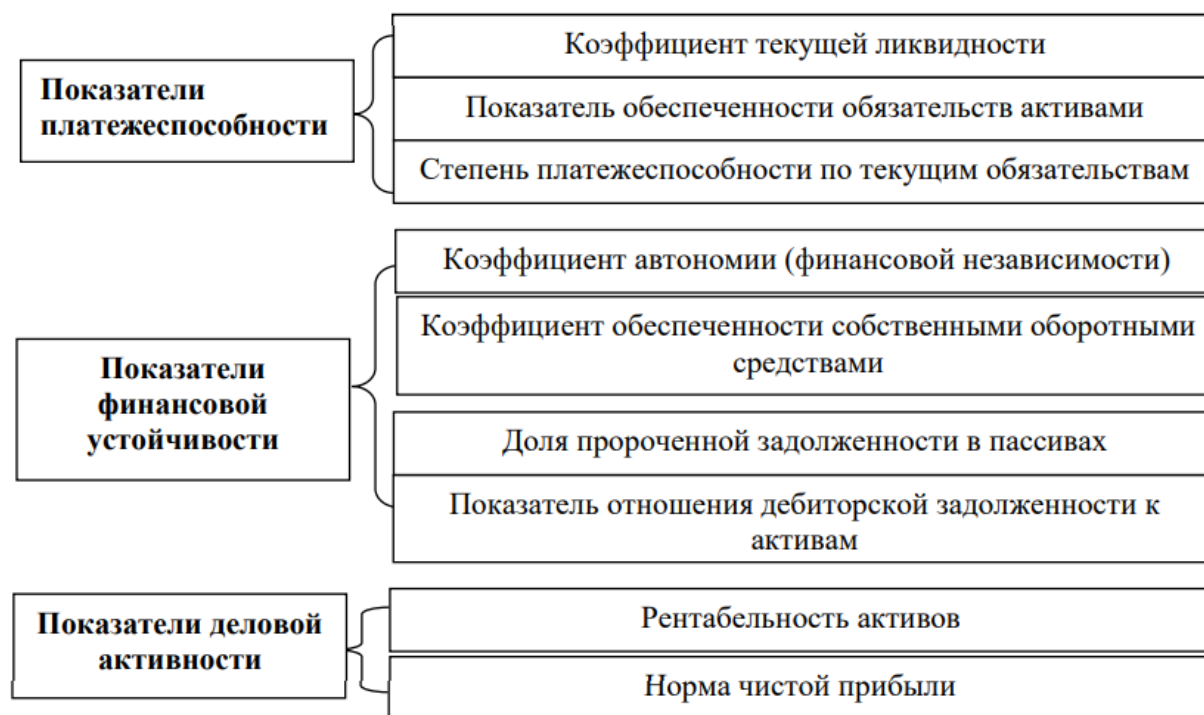 Показатели
платежеспособности
Коэффициент текущей ликвидности
Показатель обеспеченности обязательств активами
Степень платежеспособности по текущим обязательствам
Показатели
финансовой
устойчивости
Коэффициент автономии (финансовой независимости)
Коэффициент обеспеченности собственными оборотными
средствами
Доля пророченной задолженности в пассивах
Показатель отношения дебиторской задолженности к
активам
Показатели деловой
активности
Рентабельность активов
Норма чистой прибыли